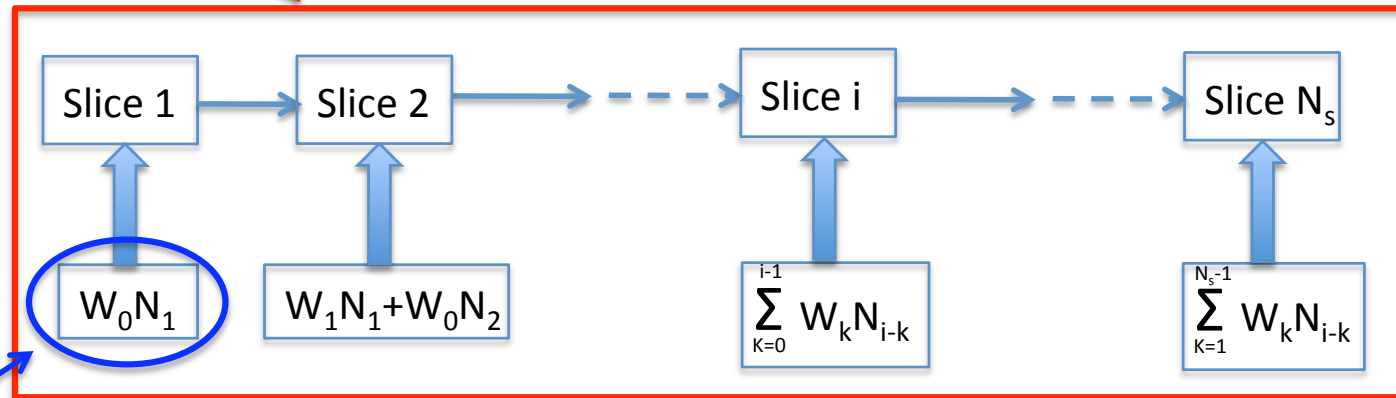 Slice 1
Slice 2
Slice i
Slice Nₛ
W₀N₁
W₁N₁+W₀N₂
i-1
Σ WₖNᵢ₋ₖ
K=0
Nₛ-1
Σ WₖNᵢ₋ₖ
K=1